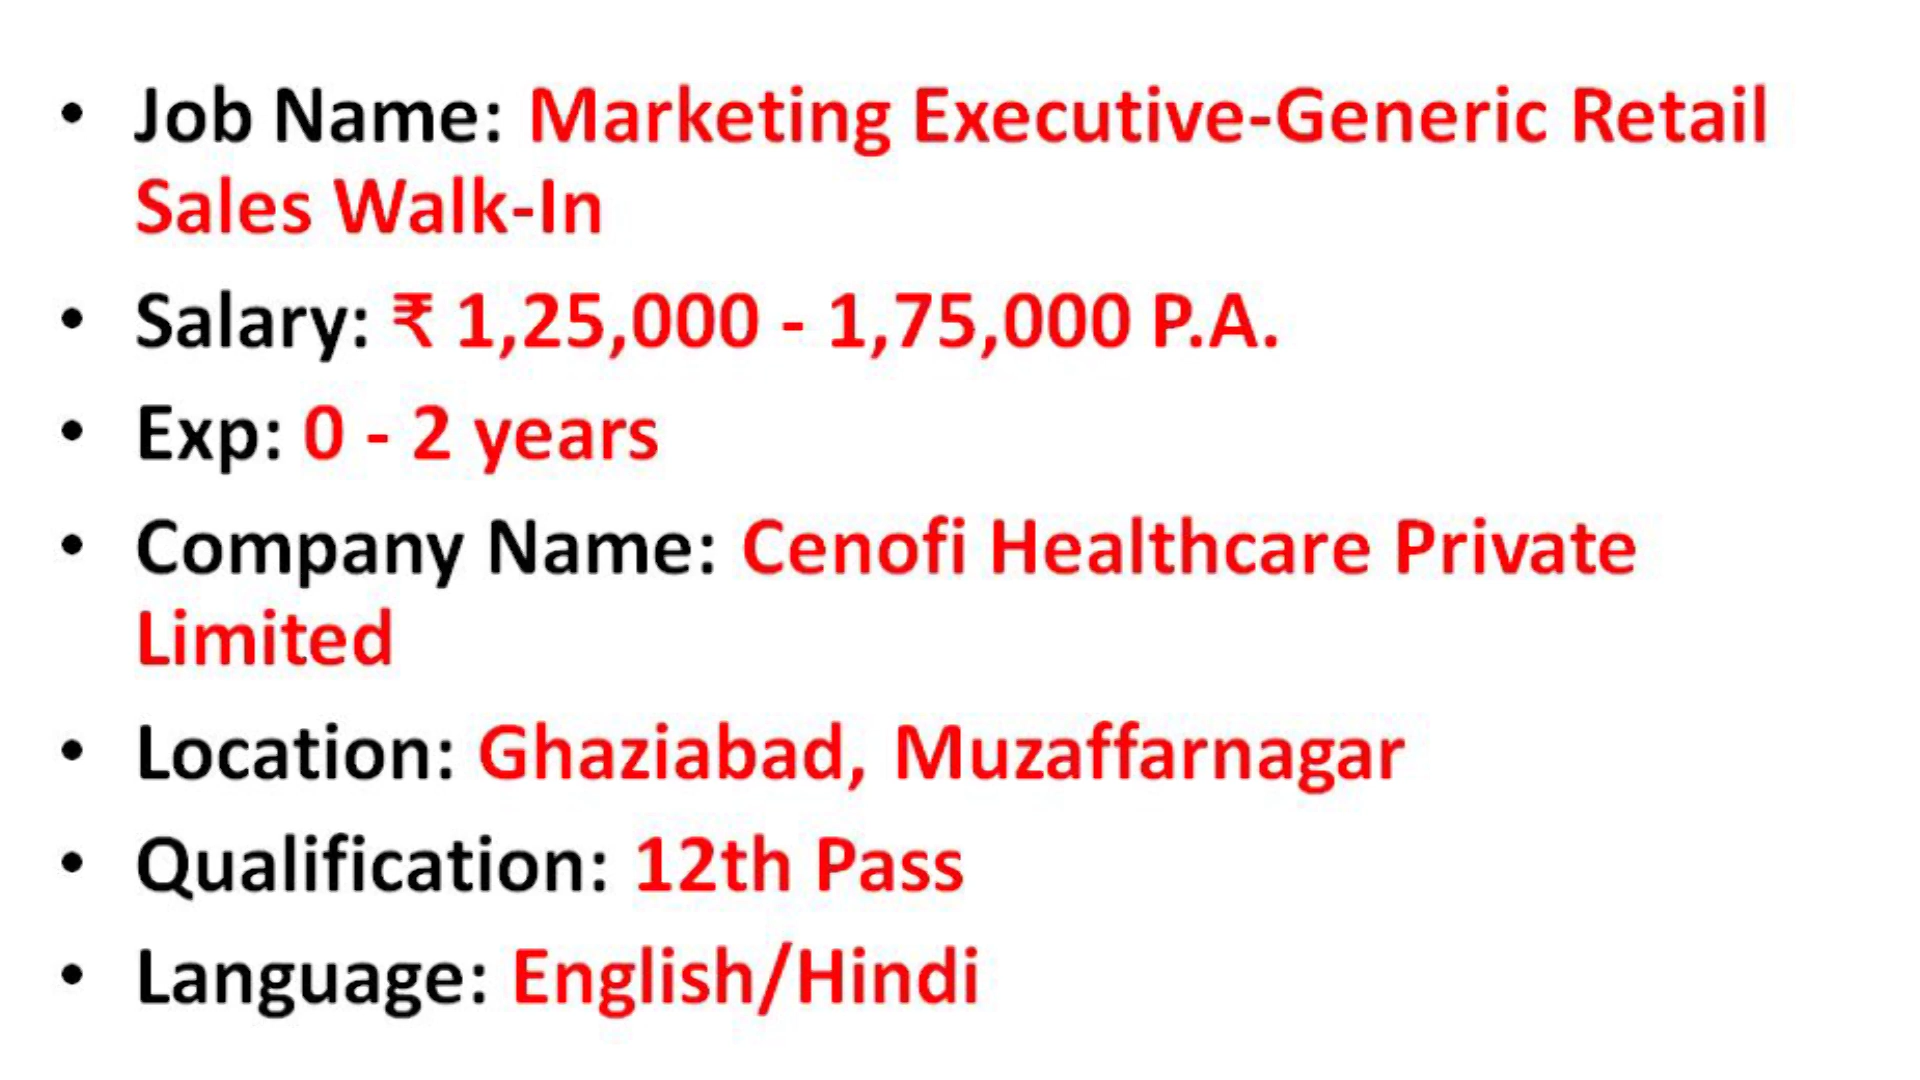 • Job Name: Marketing Executive-Generic Retail
Sales Walk-In
• Salary: ₹ 1,25,000 - 1,75,000 P.A.
• Exp: 0 - 2 years
• Company Name: Cenofi Healthcare Private
Limited
• Location: Ghaziabad, Muzaffarnagar
• Qualification: 12th Pass
• Language: English/Hindi